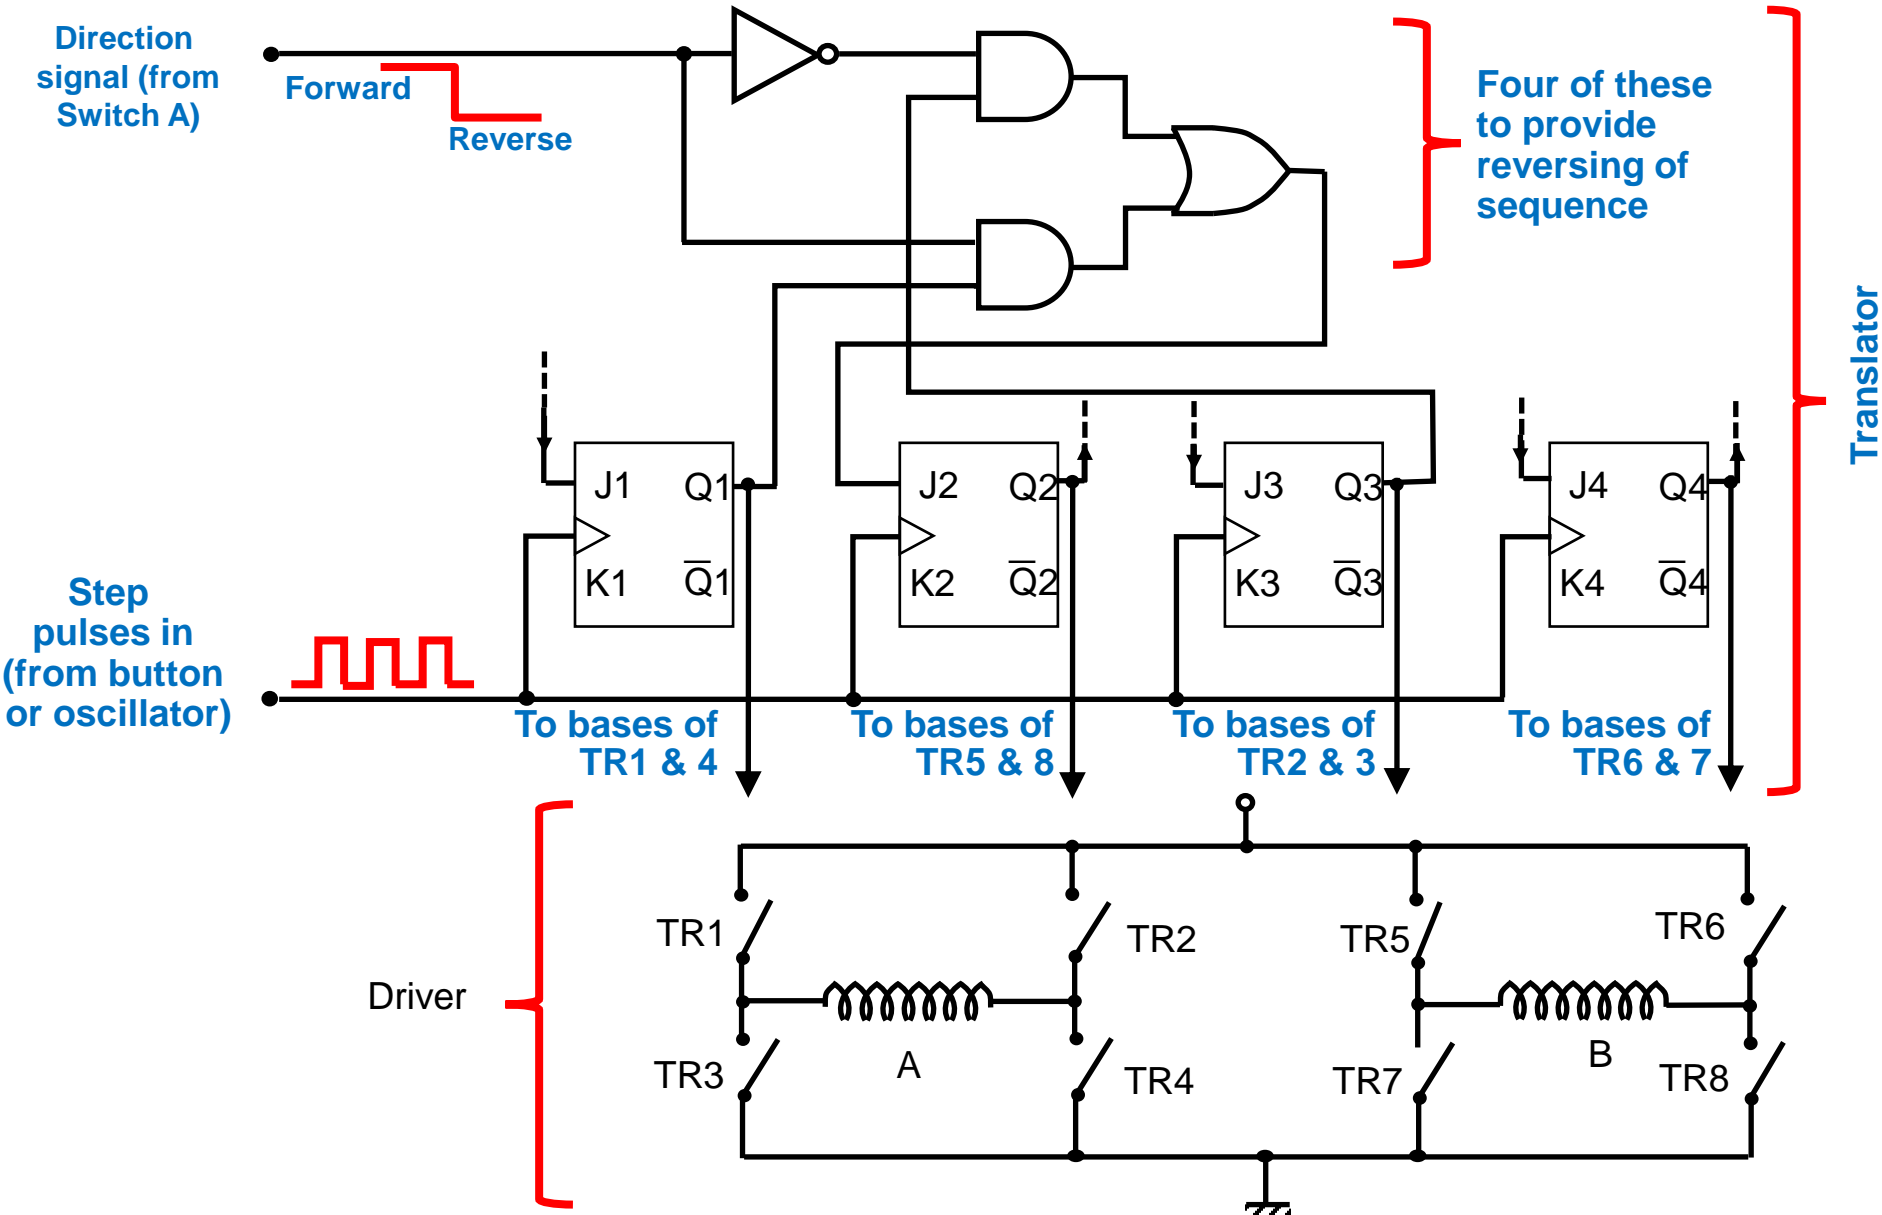 Direction
signal (from
Switch A)
Forward
Reverse
Four of these
to provide
reversing of
sequence
Translator
J1 Q1
K1 Q̅1
J2 Q2
K2 Q̅2
J3 Q3
K3 Q̅3
J4 Q4
K4 Q̅4
Step
pulses in
(from button
or oscillator)
To bases of
TR1 & 4
To bases of
TR5 & 8
To bases of
TR2 & 3
To bases of
TR6 & 7
Driver
TR1
TR2
TR5
TR6
A
B
TR3
TR4
TR7
TR8